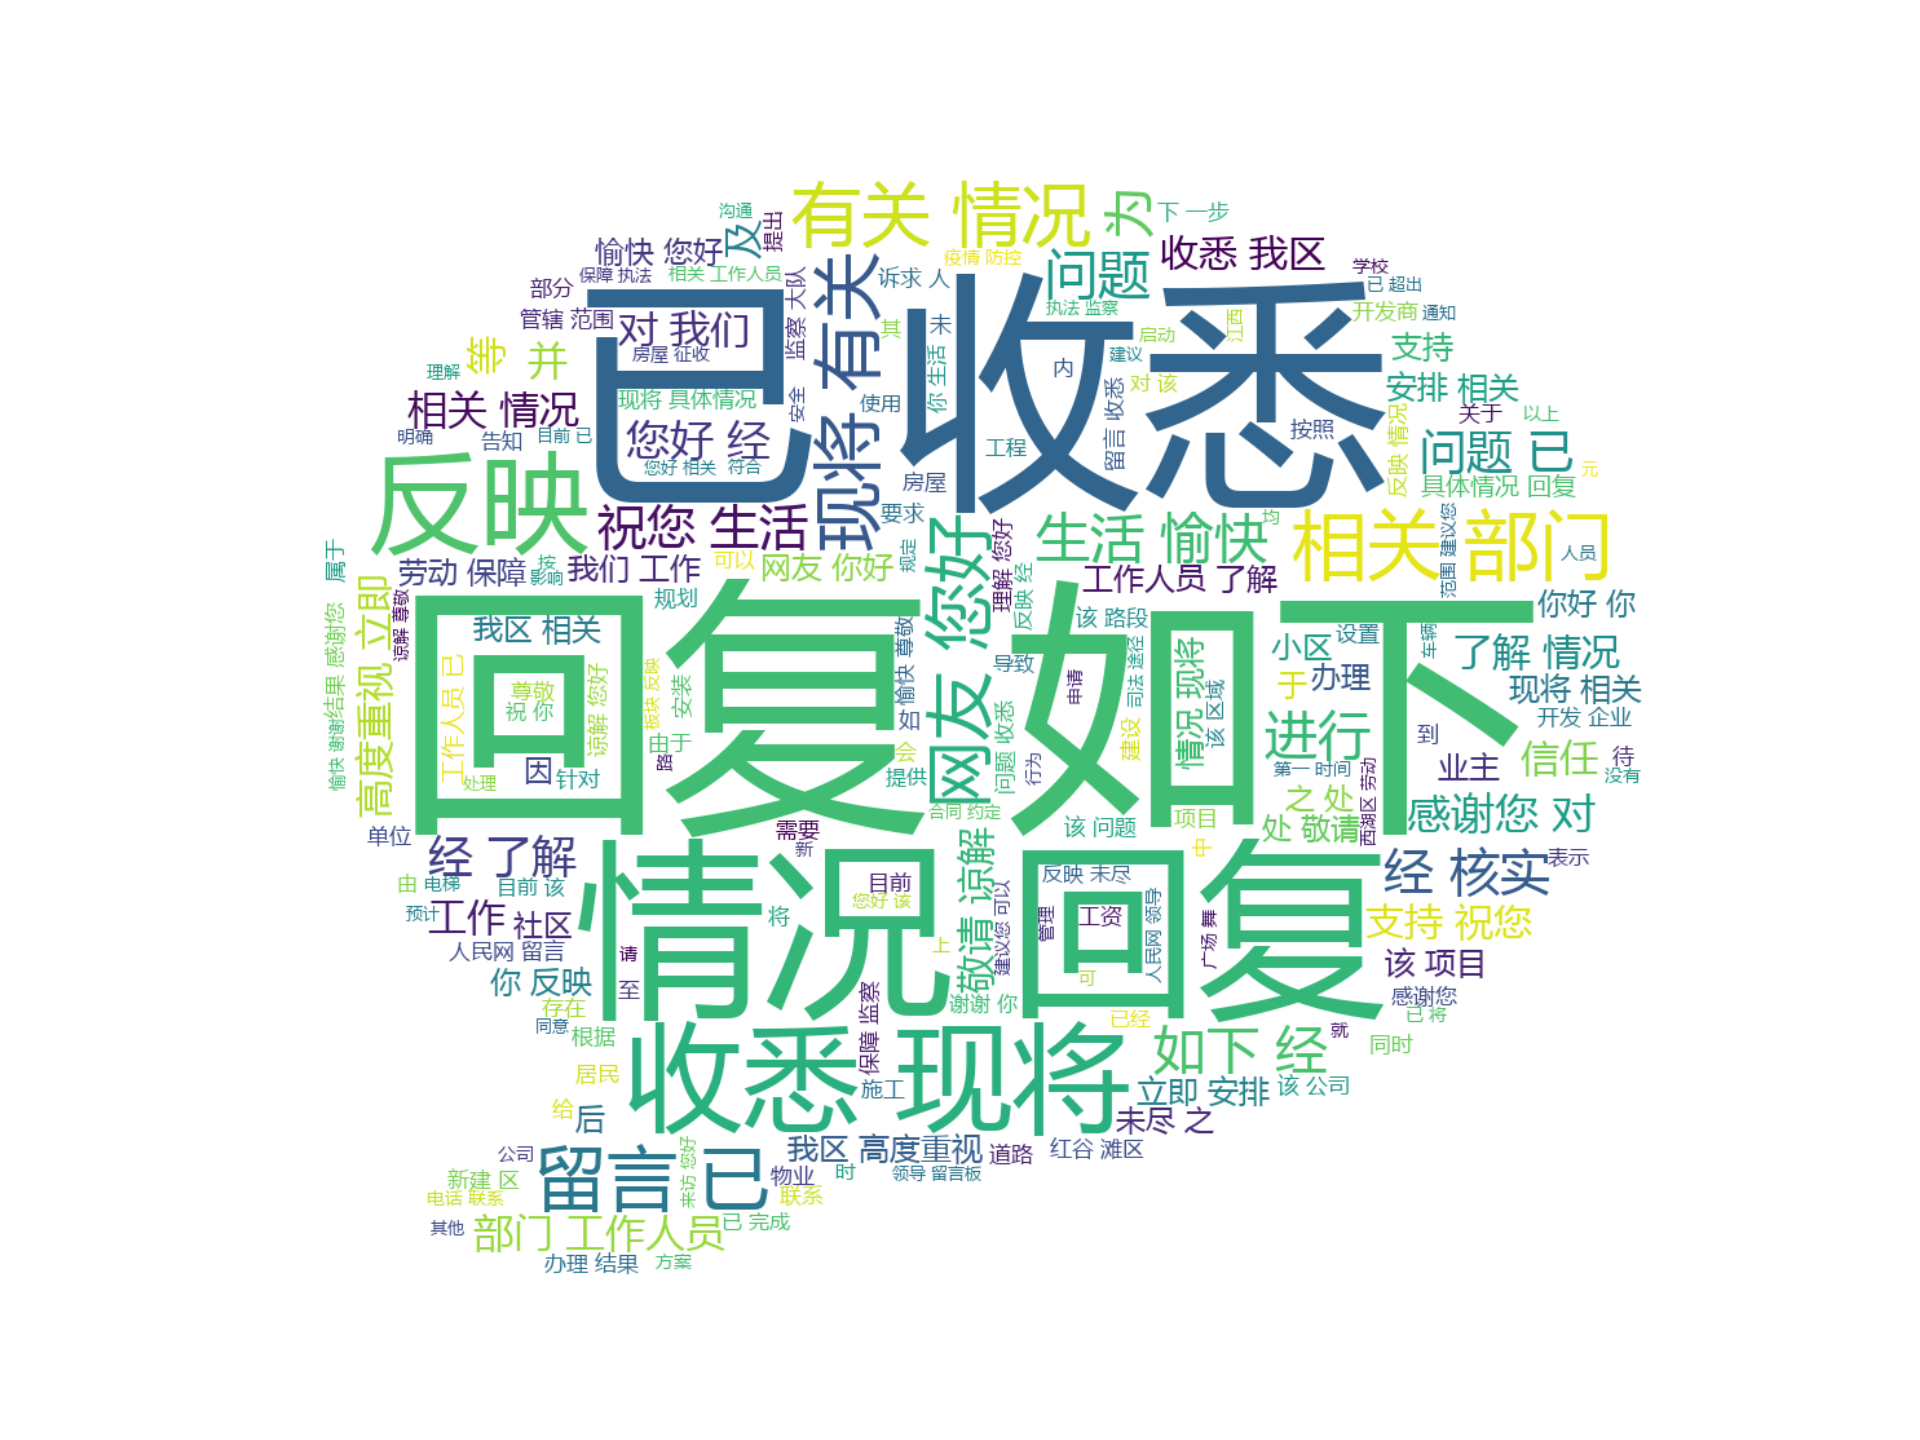 沟通
及
提出
有关 情况
为
下 一步
愉快 您好
疫情 防控
问题
收悉 我区
学校
保障 执法
相关 工作人员
大队
监察
诉求 人
已 超出
部分
现将 有关
已 收悉
执法 监察
开发商
通知
管辖 范围
对 我们
其
未
启动
江西
支持
等
并
房屋 征收
你 生活
内
建议
理解
现将 具体情况
安全
使用
留言 收悉
对 该
安排 相关
相关 情况
您好 经
按照
关于
以上
明确
告知
目前 已
工程
反映 情况
问题 已
您好 相关
符合
房屋
具体情况 回复
元
反映
祝您 生活
要求
网友 您好
理解 您好
生活 愉快
均
相关 部门
范围 建议您
人员
属于
劳动 保障
按
影响
我们 工作
可以
网友 你好
规定
反映 经
工作人员 了解
结果 感谢您
高度重视 立即
谅解 尊敬
规划
该 路段
你好 你
回复 如下
我区 相关
愉快 尊敬
如
导致
司法 途径
情况 现将
小区
设置
车辆
了解 情况
工作人员 已
尊敬
祝 你
谅解 您好
板块 反映
安装
申请
该 区域
于
办理
现将 相关
愉快 谢谢
由于
会
问题 收悉
建设
进行
到
开发 企业
处理
因
针对
路
提供
行为
第一 时间
西湖区 劳动
业主
信任
待
没有
单位
需要
新
合同 约定
该 问题
项目
之 处
处 敬请
感谢您 对
经 了解
情况 回复
敬请 谅解
中
经 核实
表示
由
电梯
目前 该
目前
您好 该
反映 未尽
预计
工作
社区
将
建议您 可以
管理
工资
人民网 领导
广场 舞
支持 祝您
人民网 留言
请
上
可
该 项目
你 反映
至
保障 监察
谢谢 你
感谢您
存在
已经
已 将
同意
根据
收悉 现将
如下 经
就
同时
居民
施工
立即 安排
该 公司
给
后
未尽 之
公司
留言 已
来访 您好
我区 高度重视
道路
红谷 滩区
新建 区
物业
时
领导 留言板
电话 联系
联系
其他
部门 工作人员
已 完成
办理 结果
方案